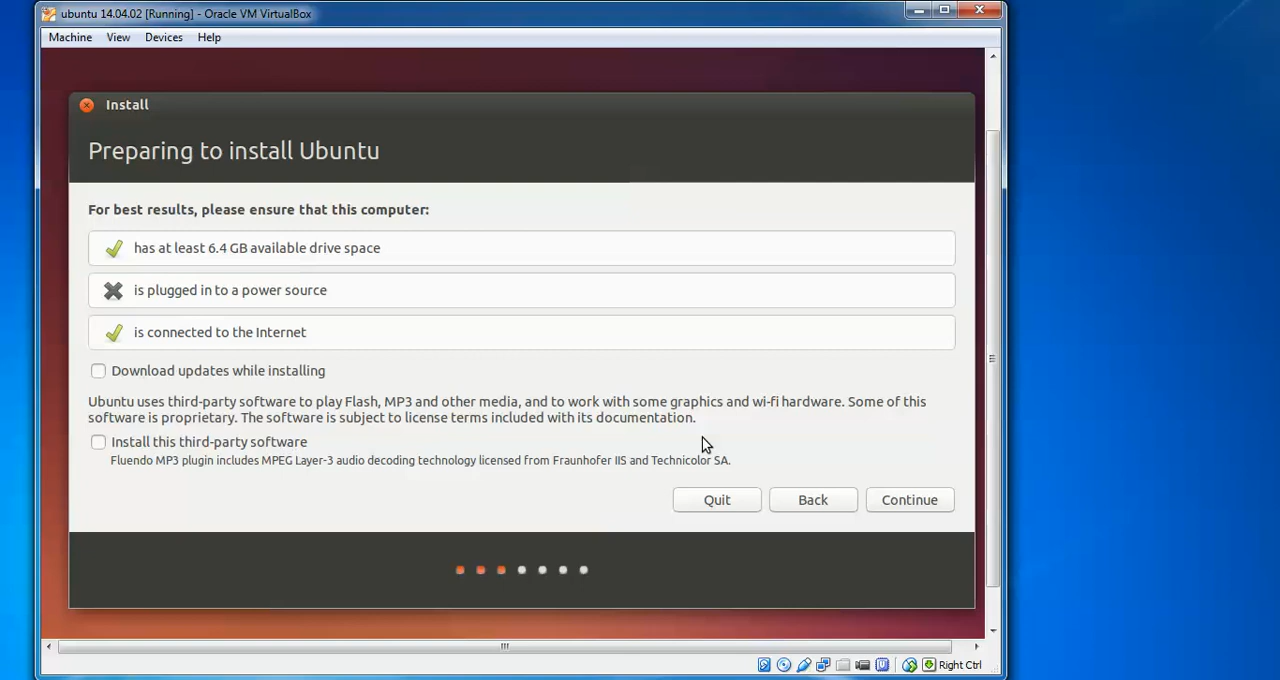 ubuntu 14.04.02 [Running] - Oracle VM VirtualBox
Machine View Devices Help
Install
Preparing to install Ubuntu
For best results, please ensure that this computer:
has at least 6.4 GB available drive space
is plugged in to a power source
is connected to the Internet
Download updates while installing
Ubuntu uses third-party software to play Flash, MP3 and other media, and to work with some graphics and wi-fi hardware. Some of this
software is proprietary. The software is subject to license terms included with its documentation.
Install this third-party software
Fluendo MP3 plugin includes MPEG Layer-3 audio decoding technology licensed from Fraunhofer IIS and Technicolor SA.
Quit Back Continue
Right Ctrl